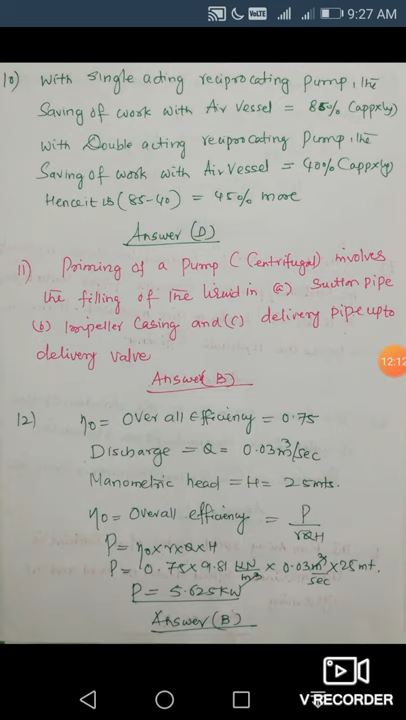 9:27 AM
10) With single acting reciprocating Pump, the
Saving of work with Air Vessel = 85% (appxly)
With Double acting reciprocating Pump, the
Saving of work with Air Vessel = 40% (appxly)
Hence it is (85-40) = 45% more
Answer (D)
11) Priming of a pump (Centrifugal) involves
the filling of the liquid in (a) Suction pipe
(b) Impeller Casing and (c) delivery pipe upto
delivery valve
Answer (B)
12:12
12) η0 = Over all Efficiency = 0.75
Discharge = Q = 0.03 m³/sec
Manometric head = H = 25 mts.
η0 = Overall efficiency = P/rQH
P = η0 x r x Q x H
P = 0.75 x 9.81 KN/m³ x 0.03 m³/sec x 25 mt.
P = 5.625 KW
Answer (B)
V RECORDER